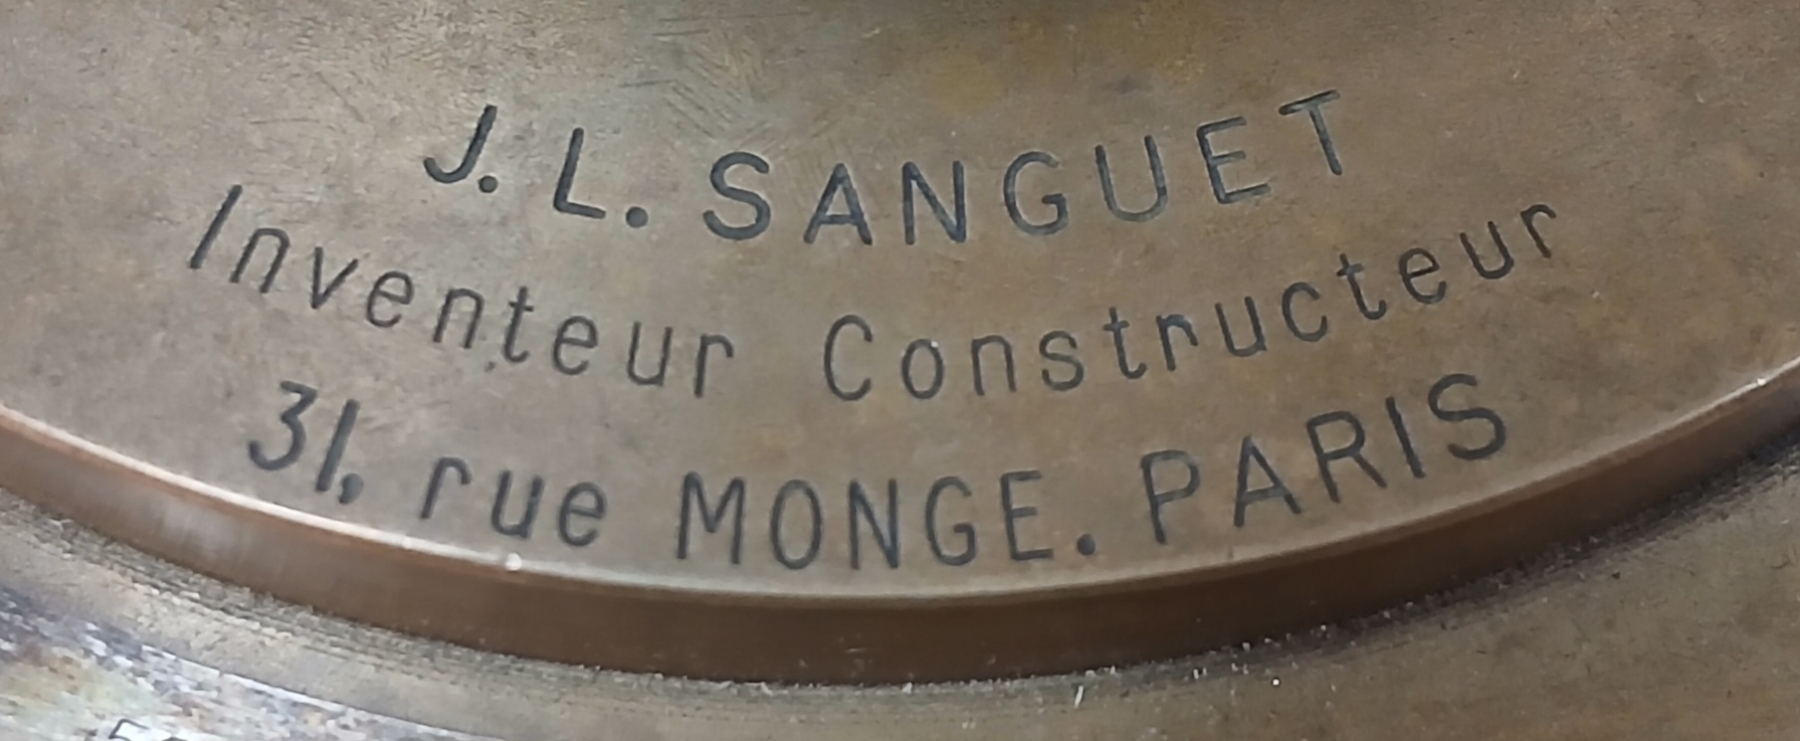 J. L. SANGUET
Inventeur Constructeur
31, rue MONGE. PARIS